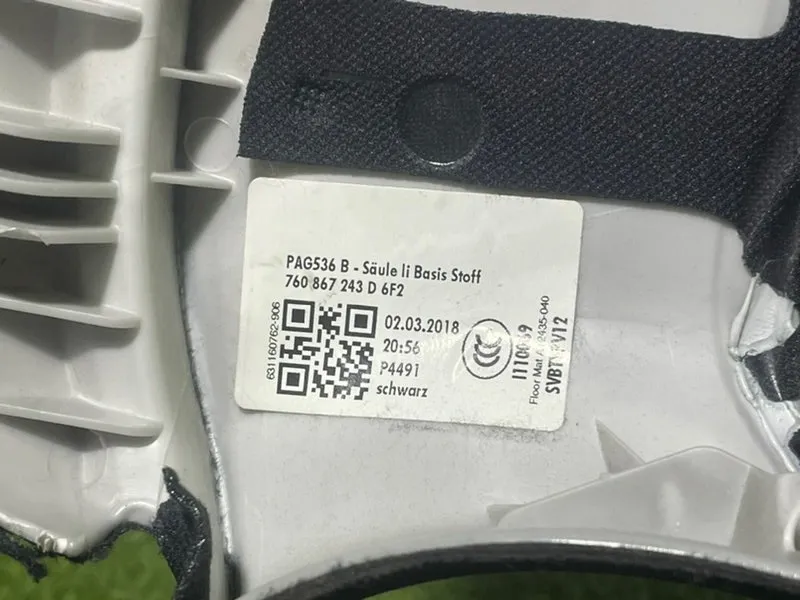 PAG536 B - Säule li Basis Stoff
760 867 243 D 6F2
631160762-906
02.03.2018
20:56
P4491
schwarz
CCC
Floor Mat